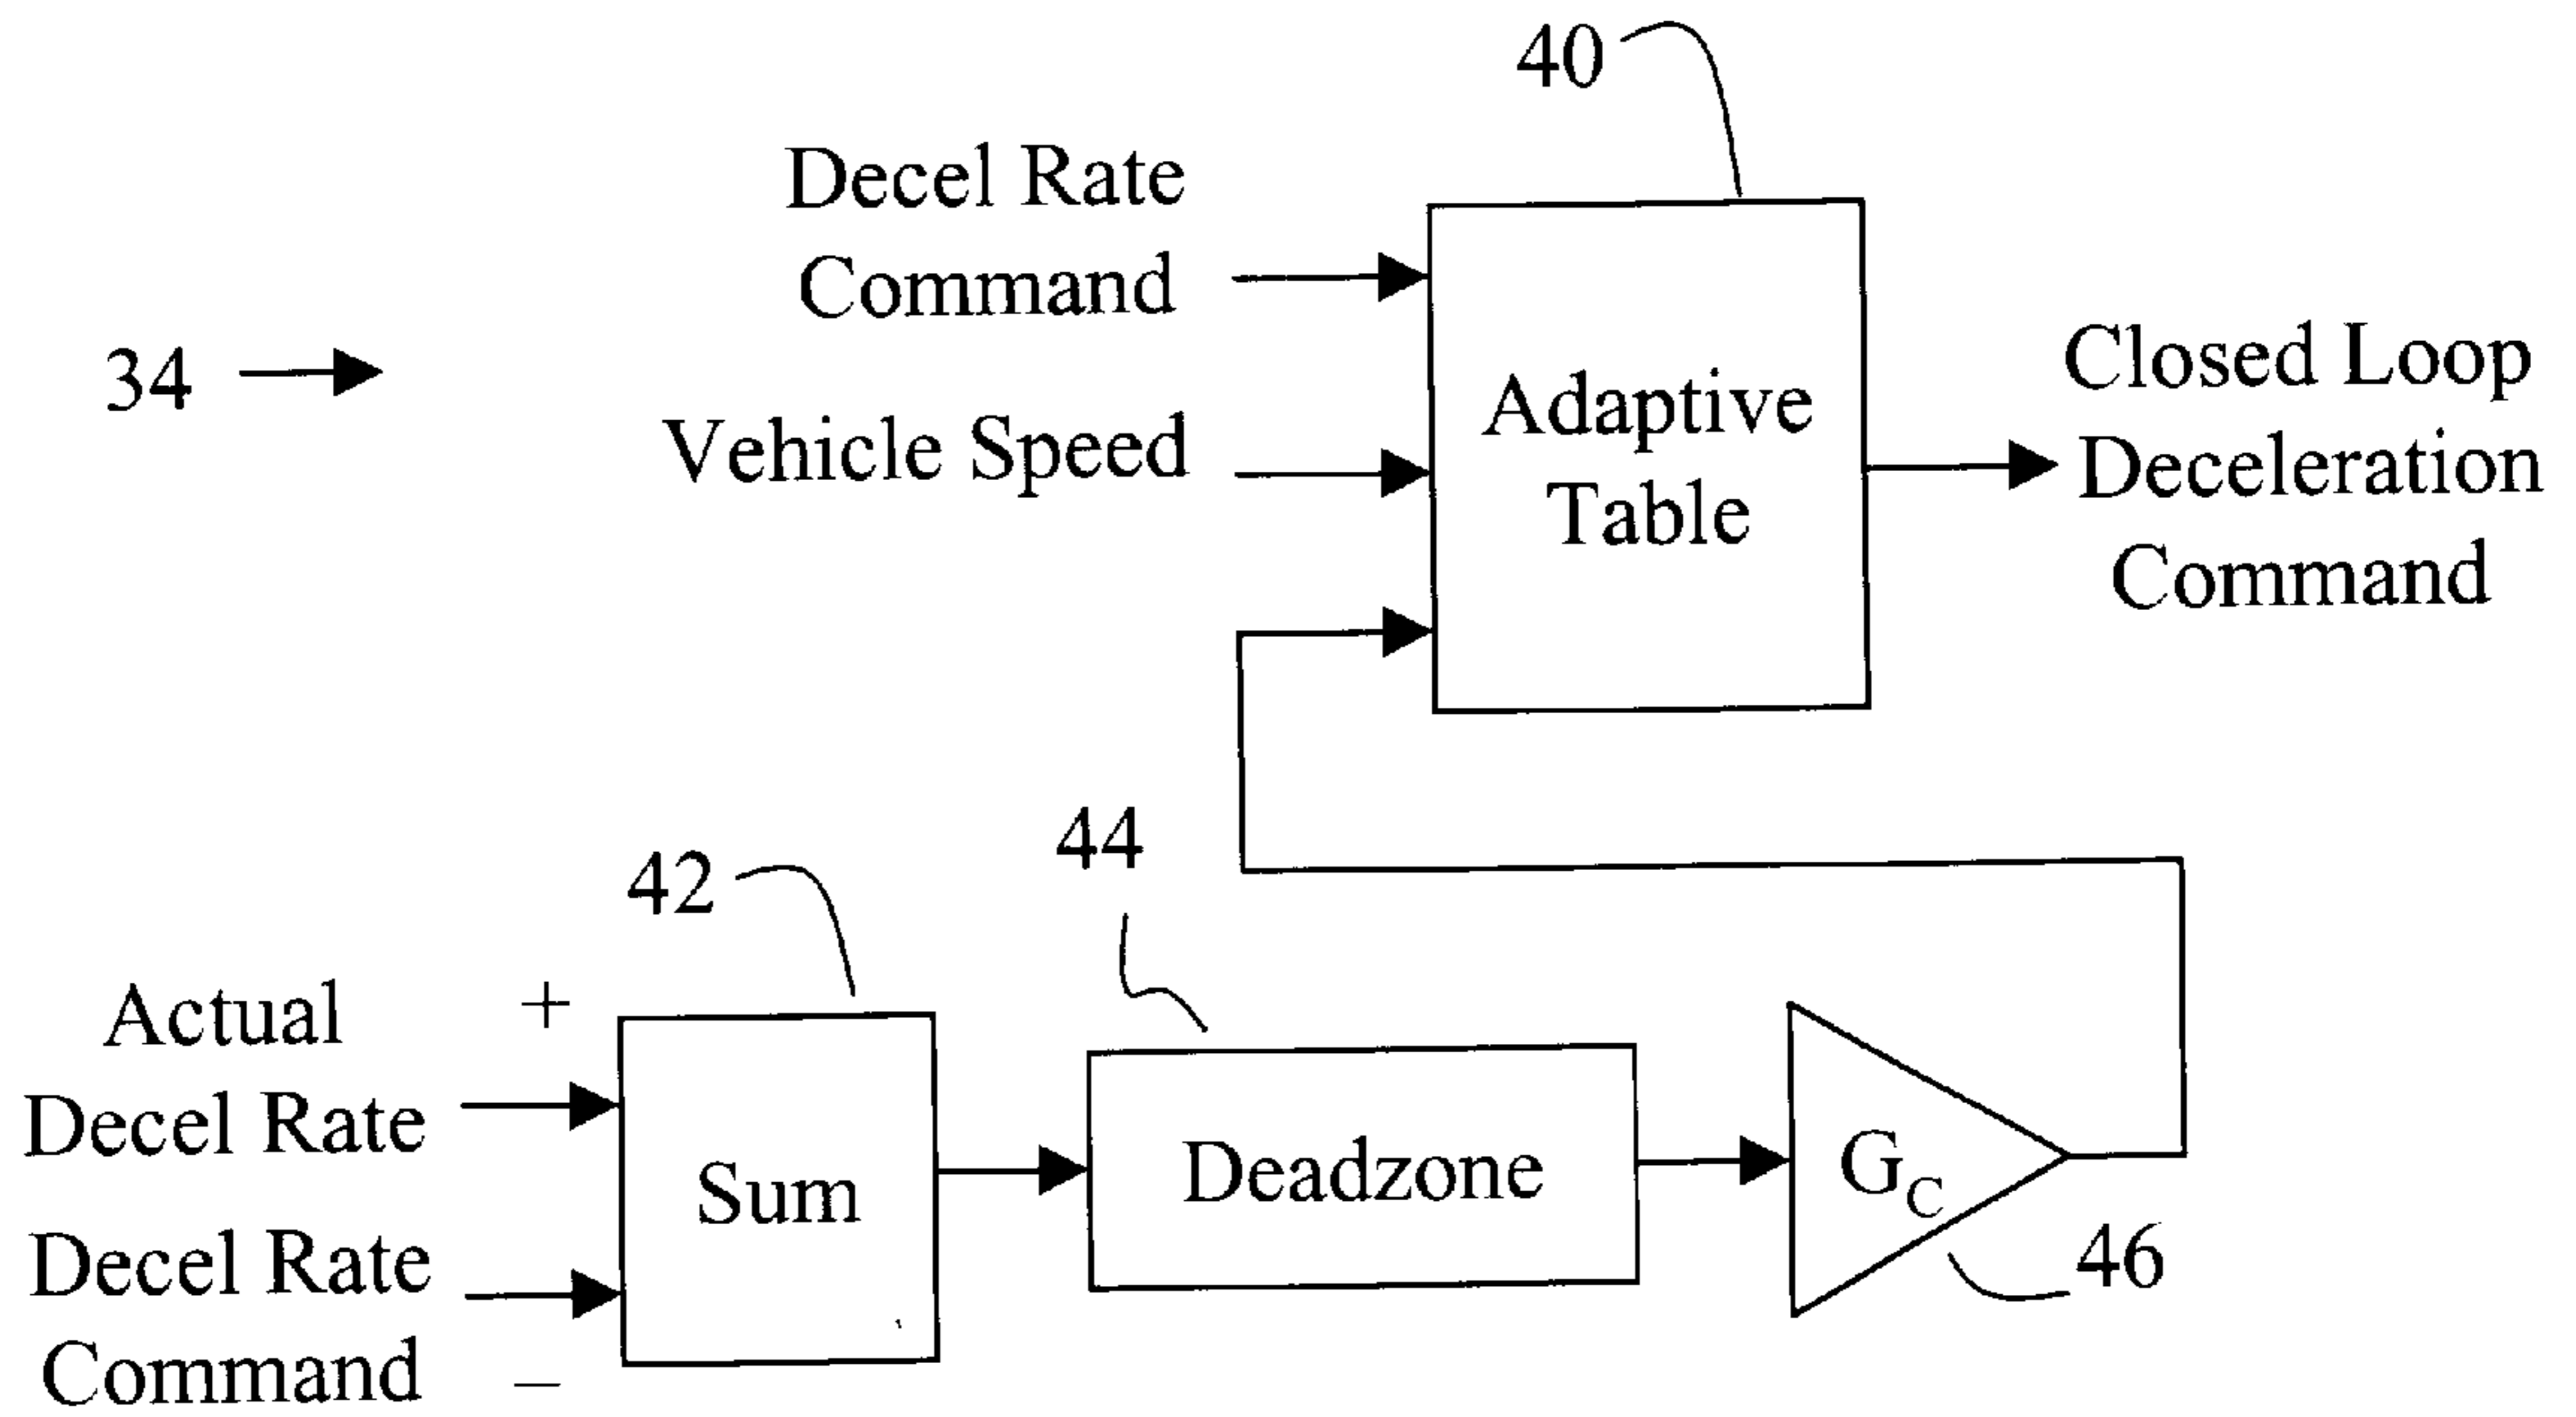 40
Decel Rate
Command
34
Vehicle Speed
Adaptive
Table
Closed Loop
Deceleration
Command
44
42
Actual
Decel Rate
+
Decel Rate
Command
–
Sum
Deadzone
G_C
46